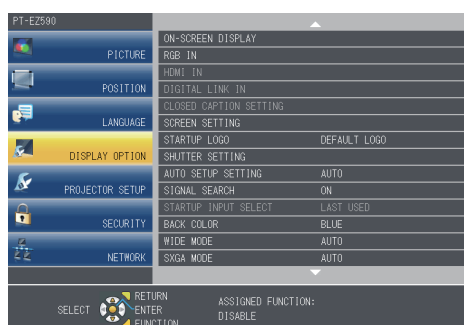 PT-EZ590
PICTURE
POSITION
LANGUAGE
DISPLAY OPTION
PROJECTOR SETUP
SECURITY
NETWORK
ON-SCREEN DISPLAY
RGB IN
HDMI IN
DIGITAL LINK IN
CLOSED CAPTION SETTING
SCREEN SETTING
STARTUP LOGO DEFAULT LOGO
SHUTTER SETTING
AUTO SETUP SETTING AUTO
SIGNAL SEARCH ON
STARTUP INPUT SELECT LAST USED
BACK COLOR BLUE
WIDE MODE AUTO
SXGA MODE AUTO
SELECT
RETURN
ENTER
FUNCTION
ASSIGNED FUNCTION:
DISABLE